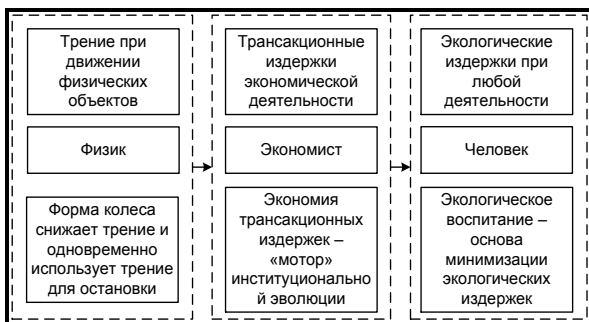 Трение при
движении
физических
объектов
Физик
Форма колеса
снижает трение и
одновременно
использует трение
для остановки
Трансакционные
издержки
экономической
деятельности
Экономист
Экономия
трансакционных
издержек –
«мотор»
институционально
й эволюции
Экологические
издержки при
любой
деятельности
Человек
Экологическое
воспитание –
основа
минимизации
экологических
издержек